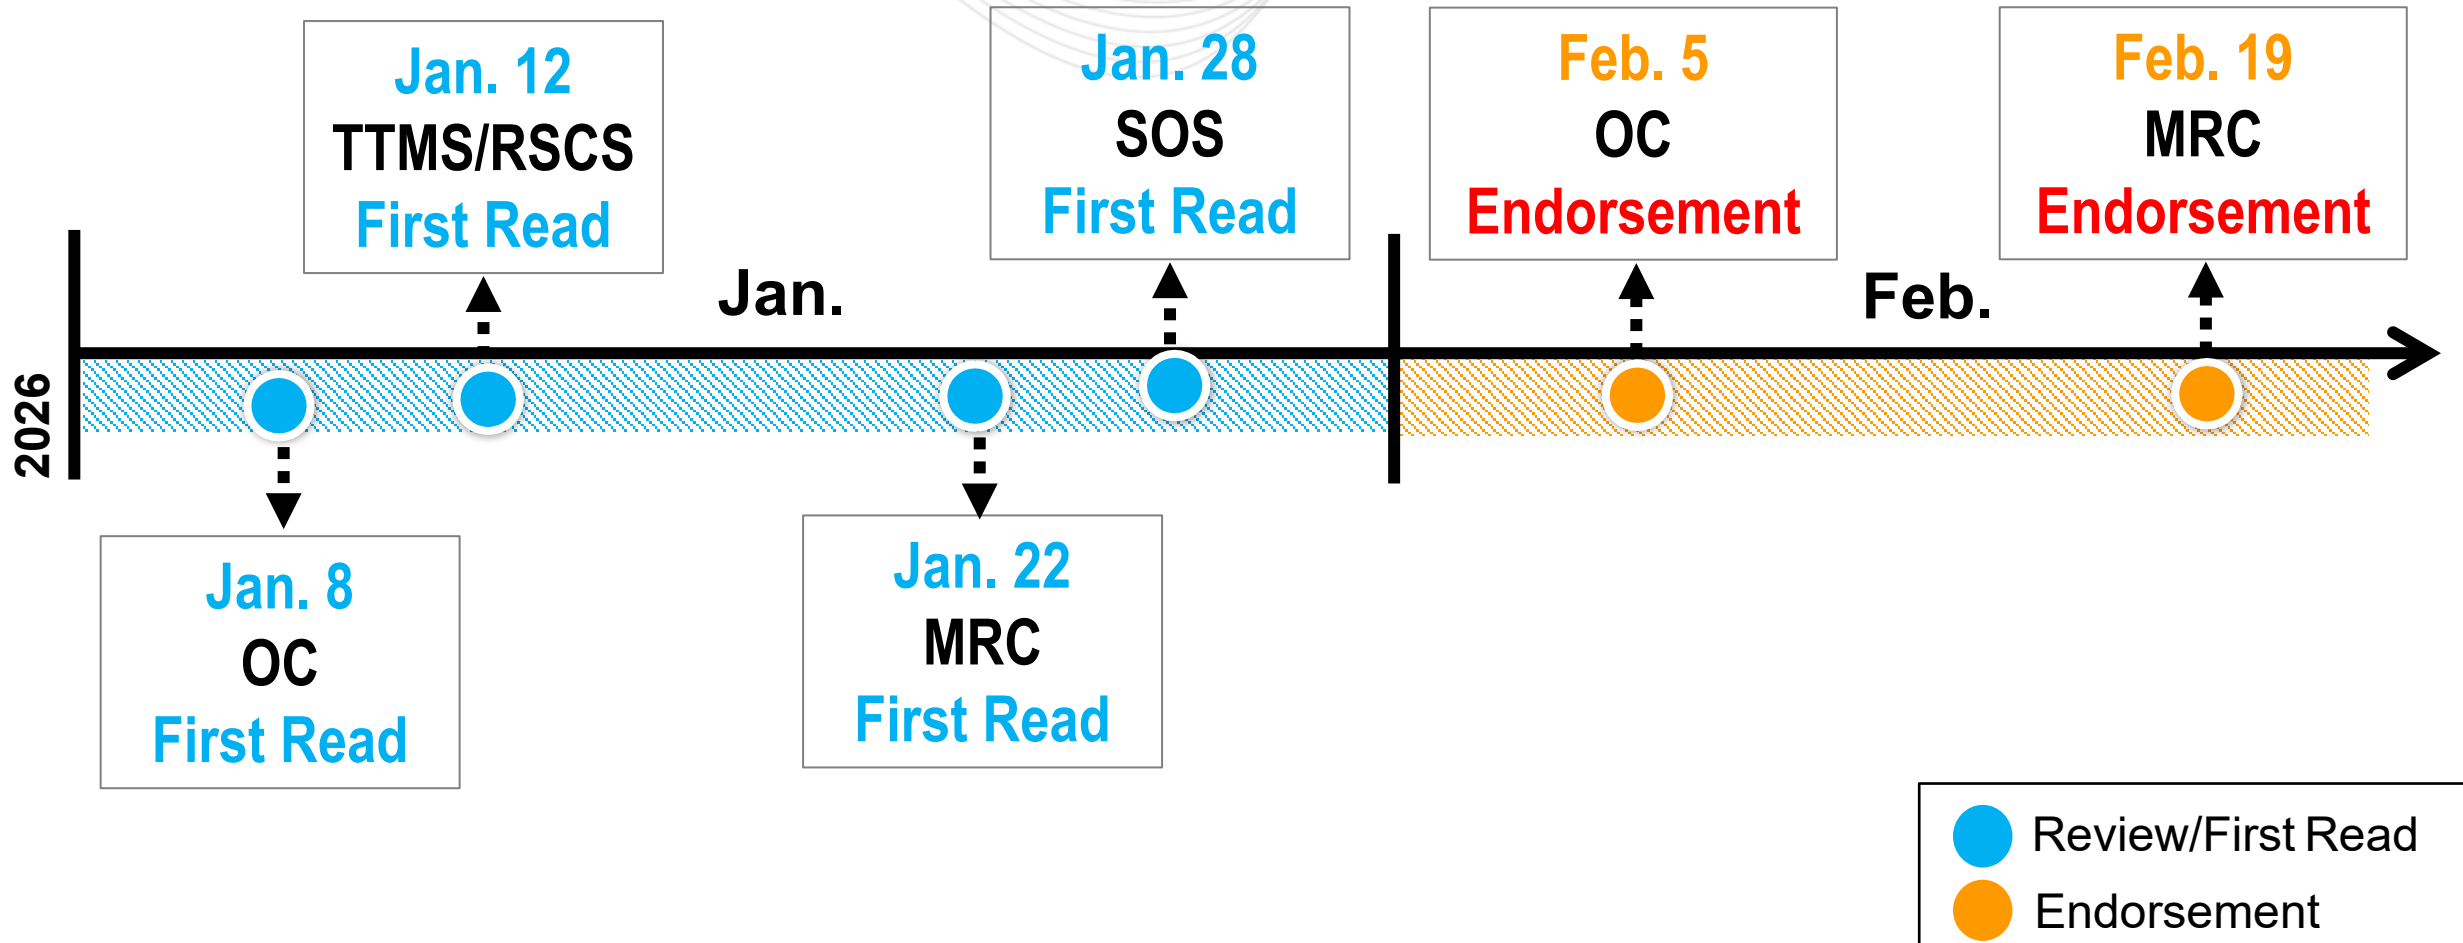 Jan. 12
TTMS/RSCS
First Read
Jan. 28
SOS
First Read
Feb. 5
OC
Endorsement
Feb. 19
MRC
Endorsement
Jan.
Feb.
2026
Jan. 8
OC
First Read
Jan. 22
MRC
First Read
Review/First Read
Endorsement